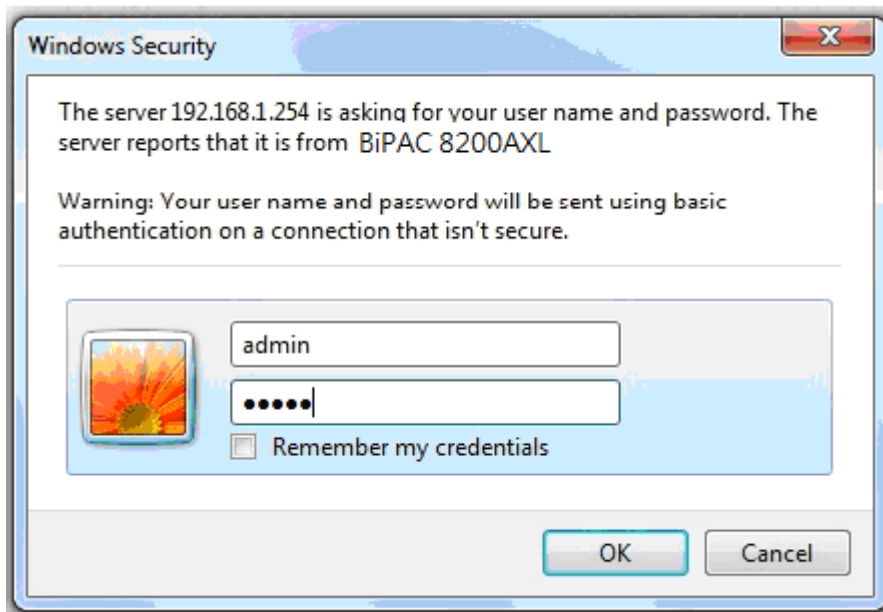 Windows Security
The server 192.168.1.254 is asking for your user name and password. The
server reports that it is from BiPAC 8200AXL
Warning: Your user name and password will be sent using basic
authentication on a connection that isn't secure.
admin
●●●●●
Remember my credentials
OK
Cancel